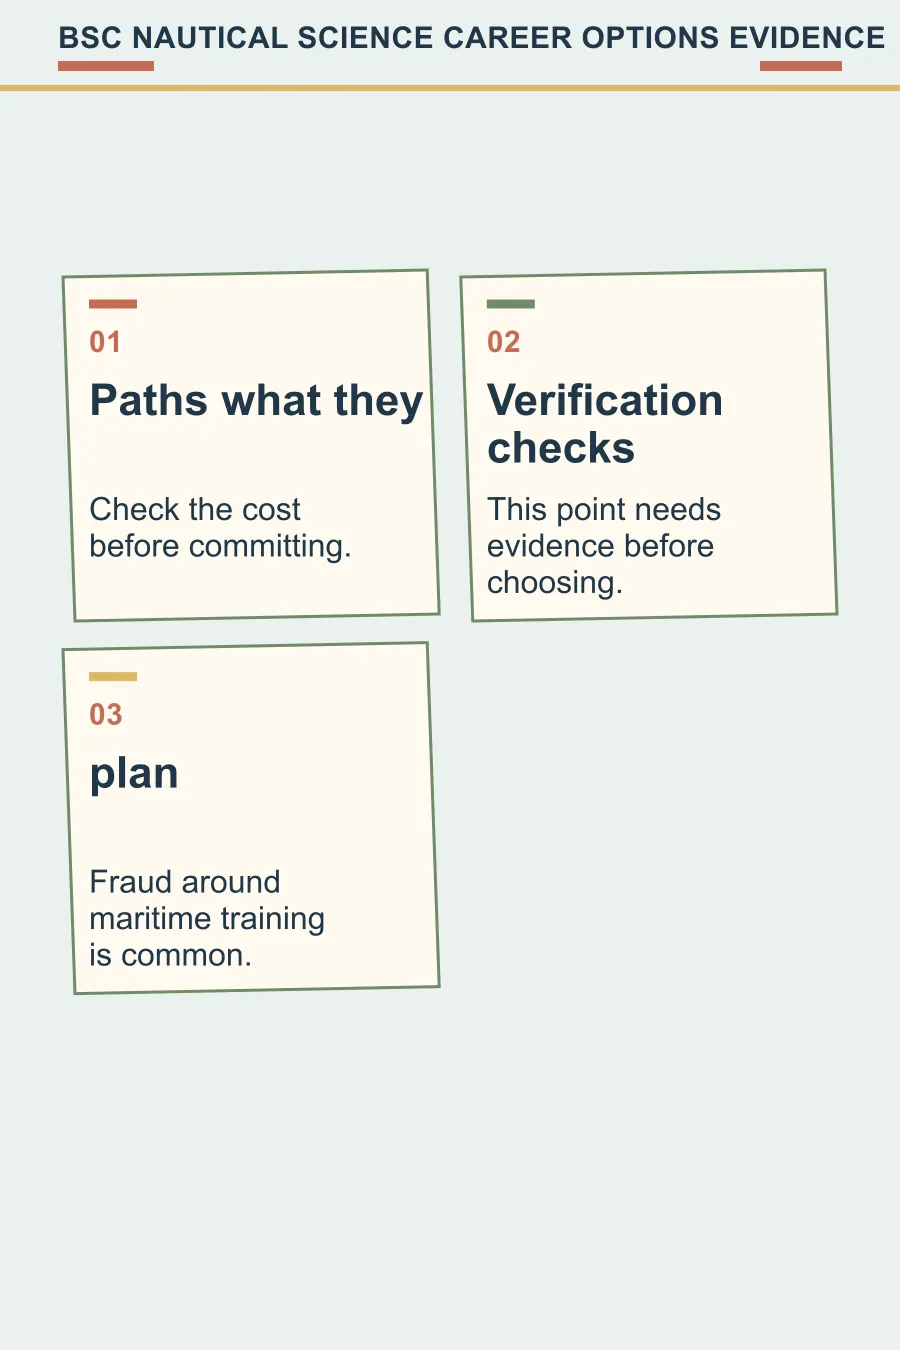 BSC NAUTICAL SCIENCE CAREER OPTIONS EVIDENCE
01
Paths what they
Check the cost
before committing.
02
Verification
checks
This point needs
evidence before
choosing.
03
plan
Fraud around
maritime training
is common.